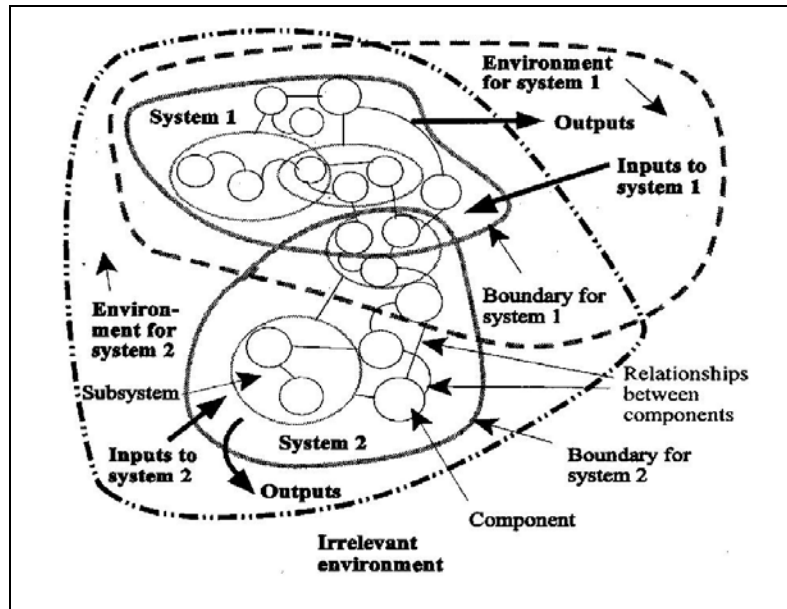 Environment
for system 1
System 1
Outputs
Inputs to
system 1
Boundary for
system 1
Environ-
ment for
system 2
Subsystem
Relationships
between
components
System 2
Inputs to
system 2
Boundary for
system 2
Outputs
Component
Irrelevant
environment